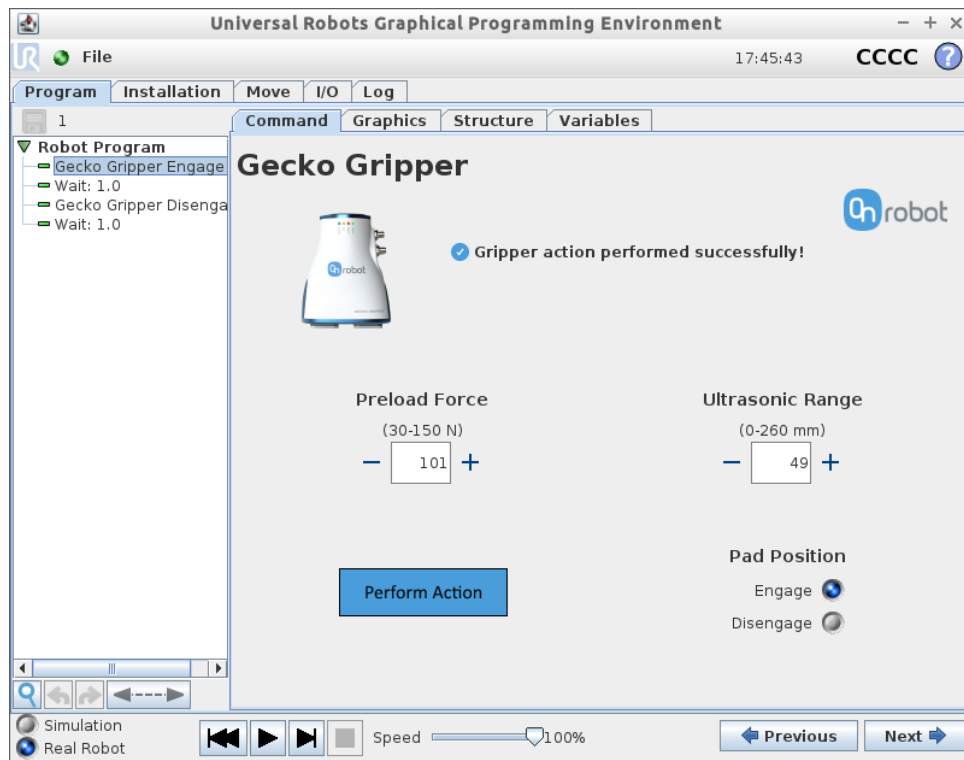 Universal Robots Graphical Programming Environment
File
17:45:43
CCCC
?
Program
Installation
Move
I/O
Log
1
Command
Graphics
Structure
Variables
Robot Program
Gecko Gripper Engage
Wait: 1.0
Gecko Gripper Disenga
Wait: 1.0
Gecko Gripper
On robot
On robot
Gripper action performed successfully!
Preload Force
Ultrasonic Range
(30-150 N)
(0-260 mm)
101
49
Pad Position
Perform Action
Engage
Disengage
Simulation
Real Robot
Speed
100%
Previous
Next